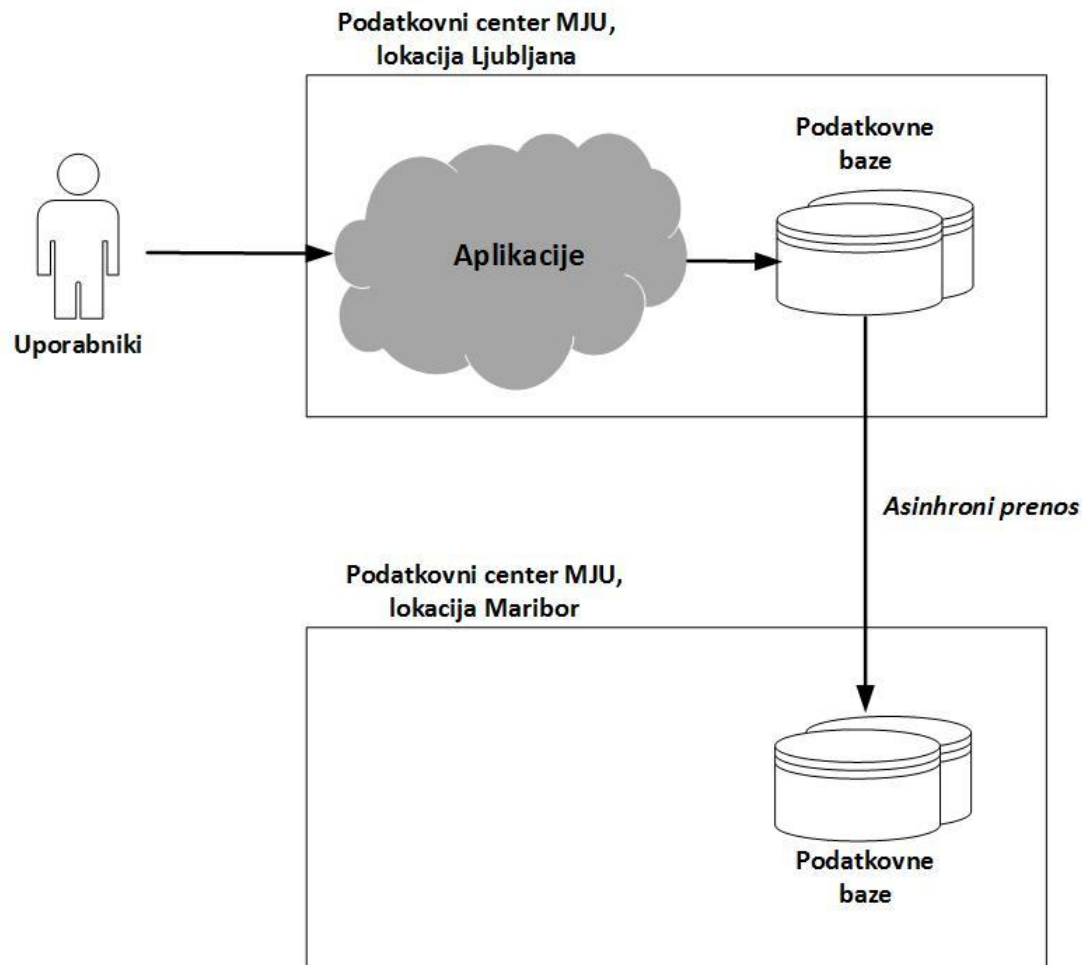 Podatkovni center MJU,
lokacija Ljubljana
Podatkovne
baze
Aplikacije
Uporabniki
Asinhroni prenos
Podatkovni center MJU,
lokacija Maribor
Podatkovne
baze